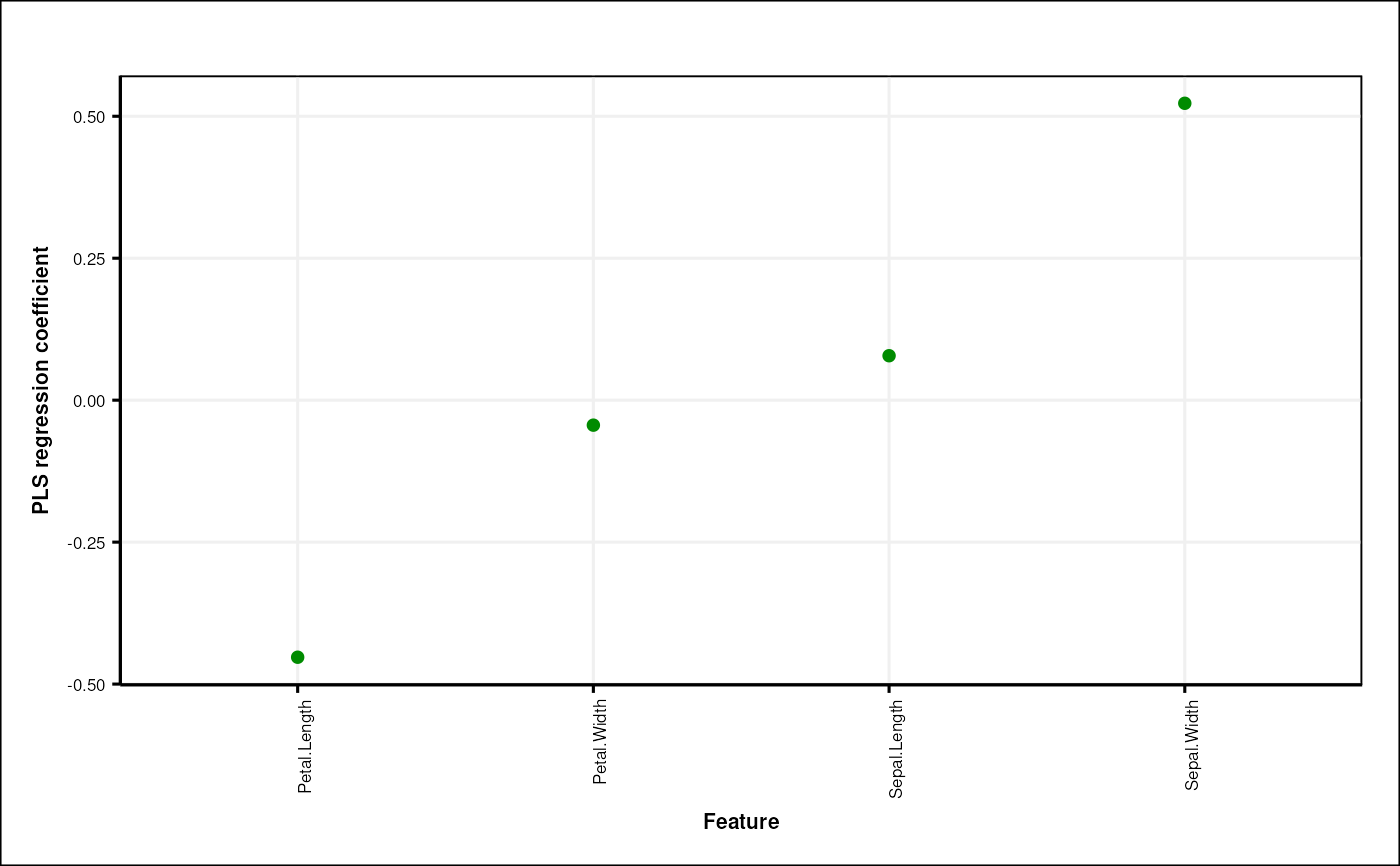 0.50
0.25
0.00
-0.25
-0.50
PLS regression coefficient
Petal.Length
Petal.Width
Sepal.Length
Sepal.Width
Feature